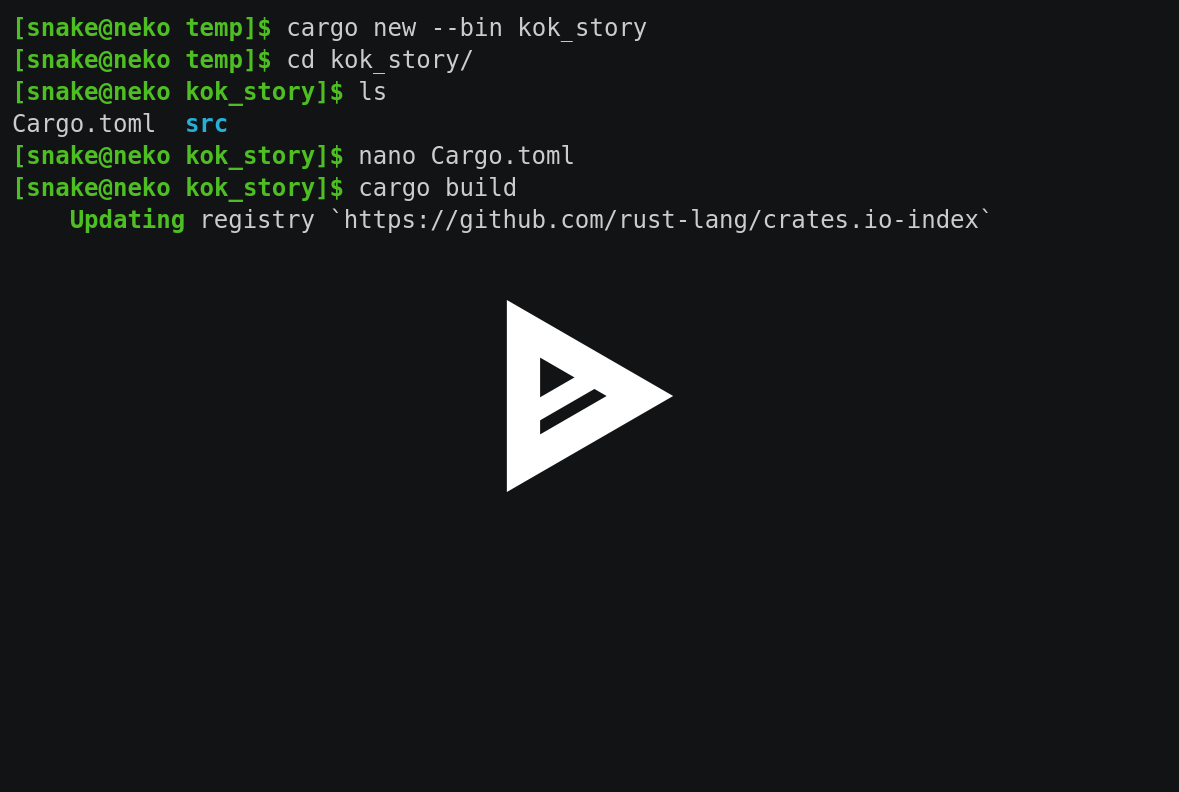 [snake@neko temp]$ cargo new --bin kok_story
[snake@neko temp]$ cd kok_story/
[snake@neko kok_story]$ ls
Cargo.toml  src
[snake@neko kok_story]$ nano Cargo.toml
[snake@neko kok_story]$ cargo build
    Updating registry `https://github.com/rust-lang/crates.io-index`